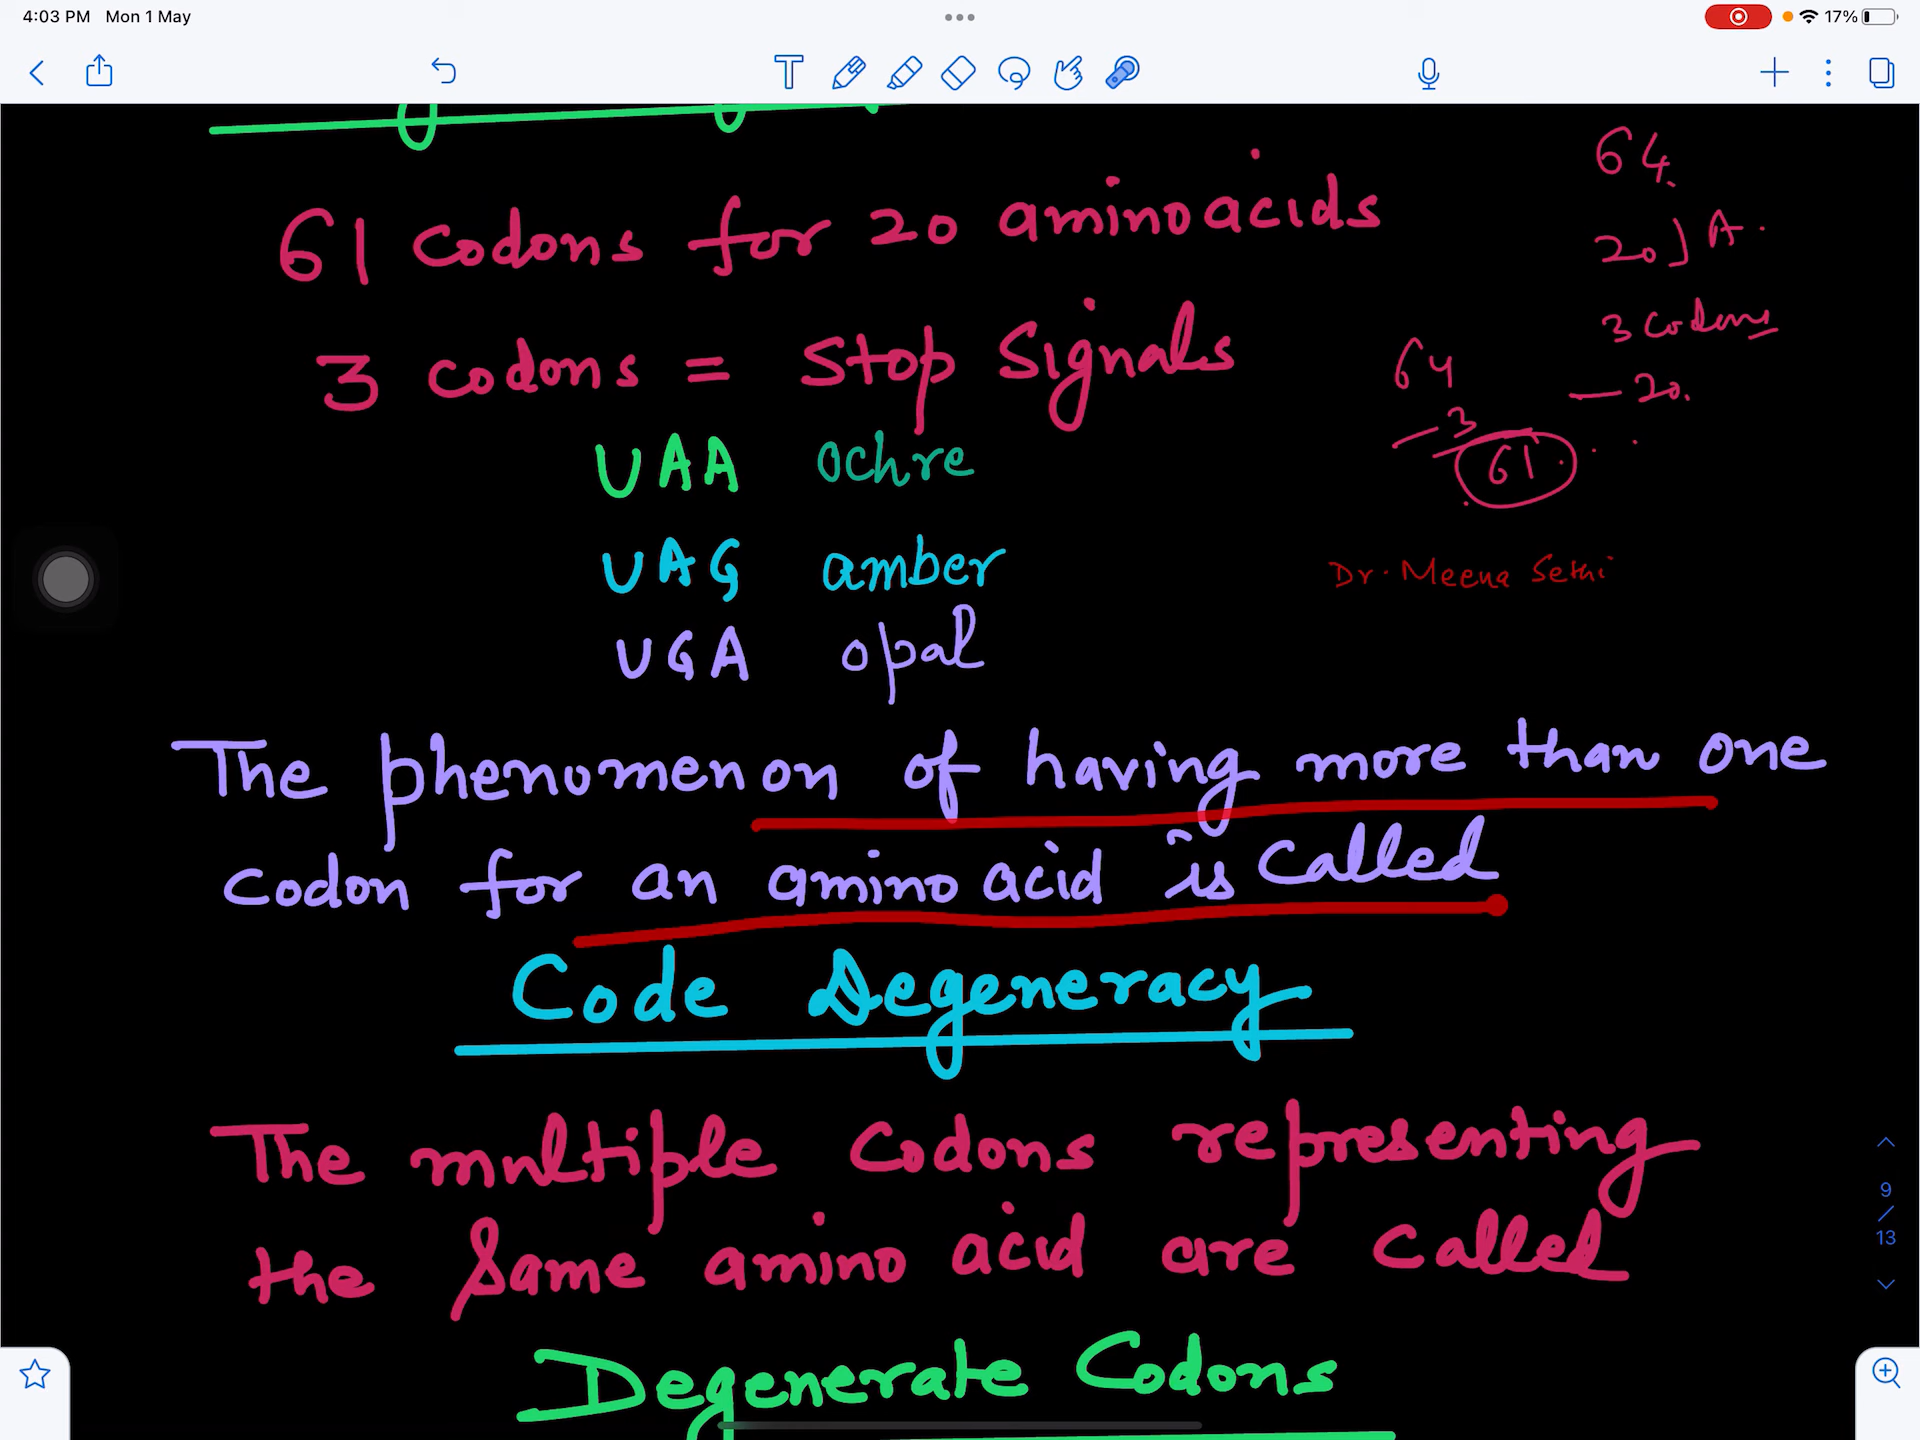 4:03 PM Mon 1 May
17%
61 codons for 20 aminoacids
3 codons = Stop Signals
UAA ochre
UAG amber
UGA opal
64
20] A.
3 codons
64 - 20.
- 3
61
Dr. Meena Sethi
The phenomenon of having more than one
codon for an amino acid is called
Code Degeneracy
The multiple codons representing
the same amino acid are called
Degenerate Codons
9
/
13